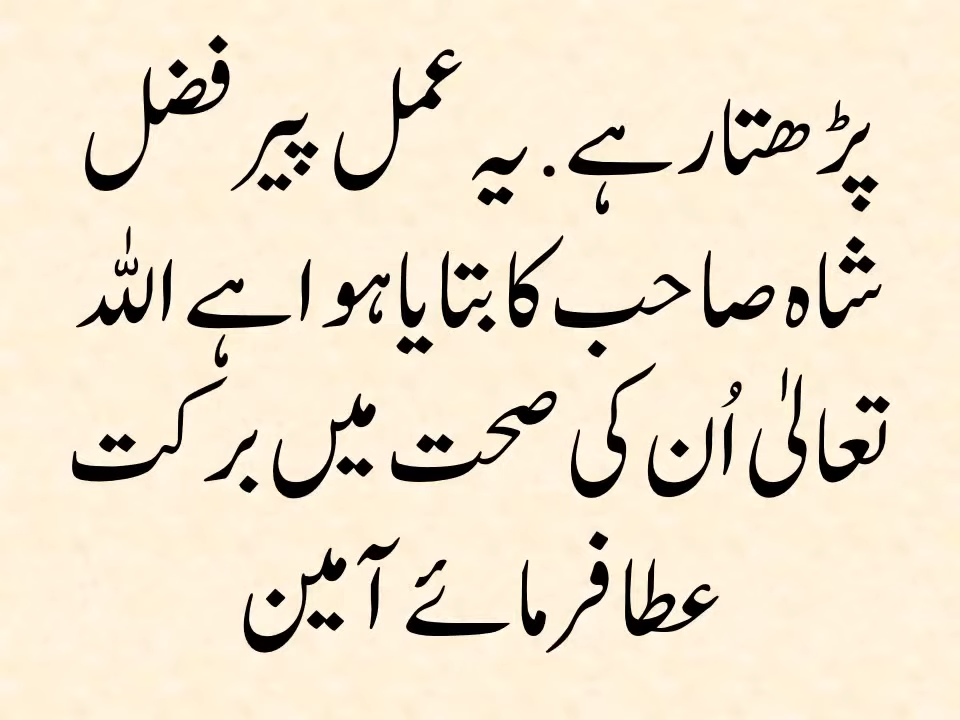 پڑھتا رہے. یہ عمل پیر فضل
شاہ صاحب کا بتایا ہوا ہے اللہ
تعالیٰ اُن کی صحت میں برکت
عطا فرمائے آمین